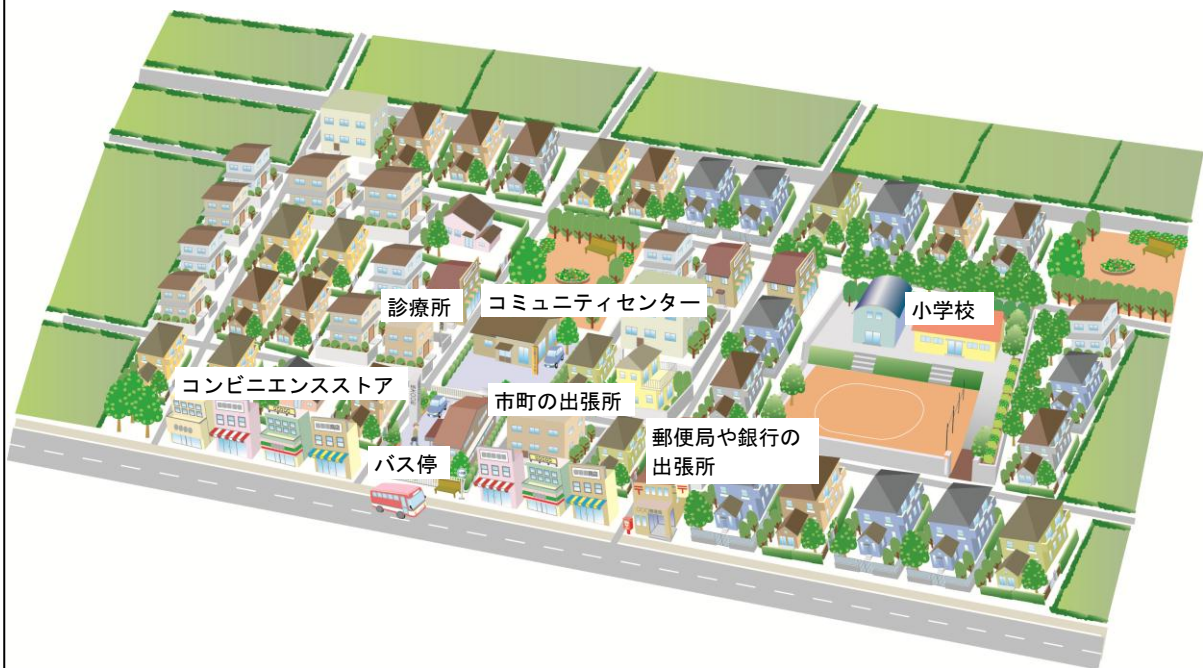 診療所
コミュニティセンター
小学校
コンビニエンスストア
市町の出張所
郵便局や銀行の
出張所
バス停